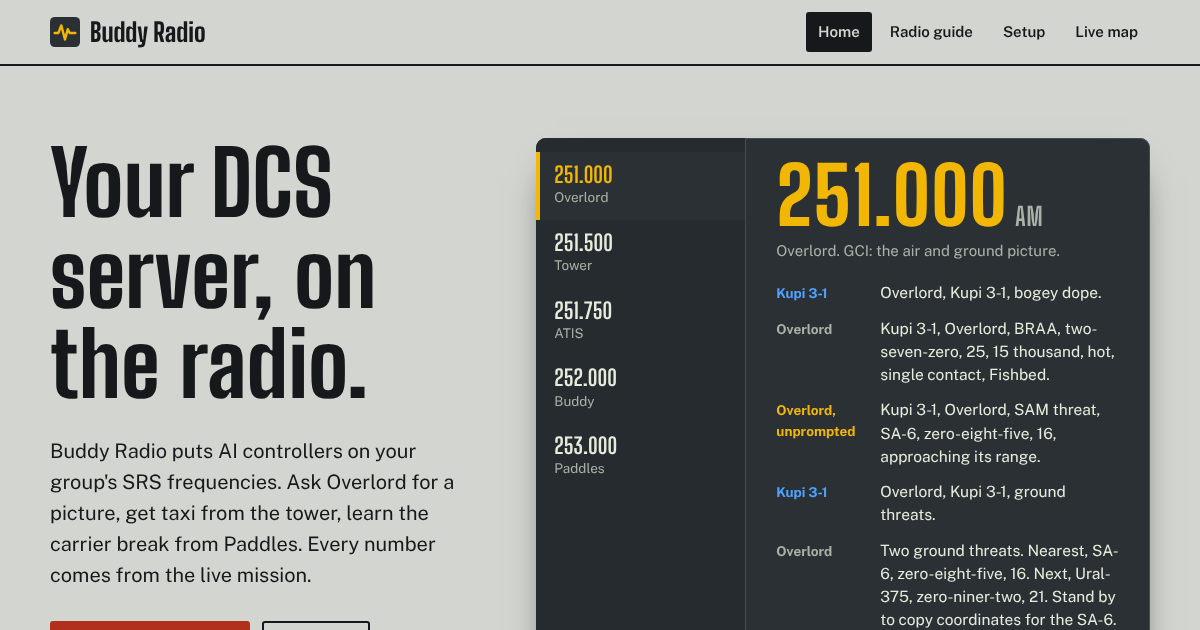 Buddy Radio
Home
Radio guide
Setup
Live map
Your DCS
server, on
the radio.
Buddy Radio puts AI controllers on your
group's SRS frequencies. Ask Overlord for a
picture, get taxi from the tower, learn the
carrier break from Paddles. Every number
comes from the live mission.
251.000
Overlord
251.500
Tower
251.750
ATIS
252.000
Buddy
253.000
Paddles
251.000 AM
Overlord. GCI: the air and ground picture.
Kupi 3-1
Overlord, Kupi 3-1, bogey dope.
Overlord
Kupi 3-1, Overlord, BRAA, two-
seven-zero, 25, 15 thousand, hot,
single contact, Fishbed.
Overlord,
unprompted
Kupi 3-1, Overlord, SAM threat,
SA-6, zero-eight-five, 16,
approaching its range.
Kupi 3-1
Overlord, Kupi 3-1, ground
threats.
Overlord
Two ground threats. Nearest, SA-
6, zero-eight-five, 16. Next, Ural-
375, zero-niner-two, 21. Stand by
to copy coordinates for the SA-6.